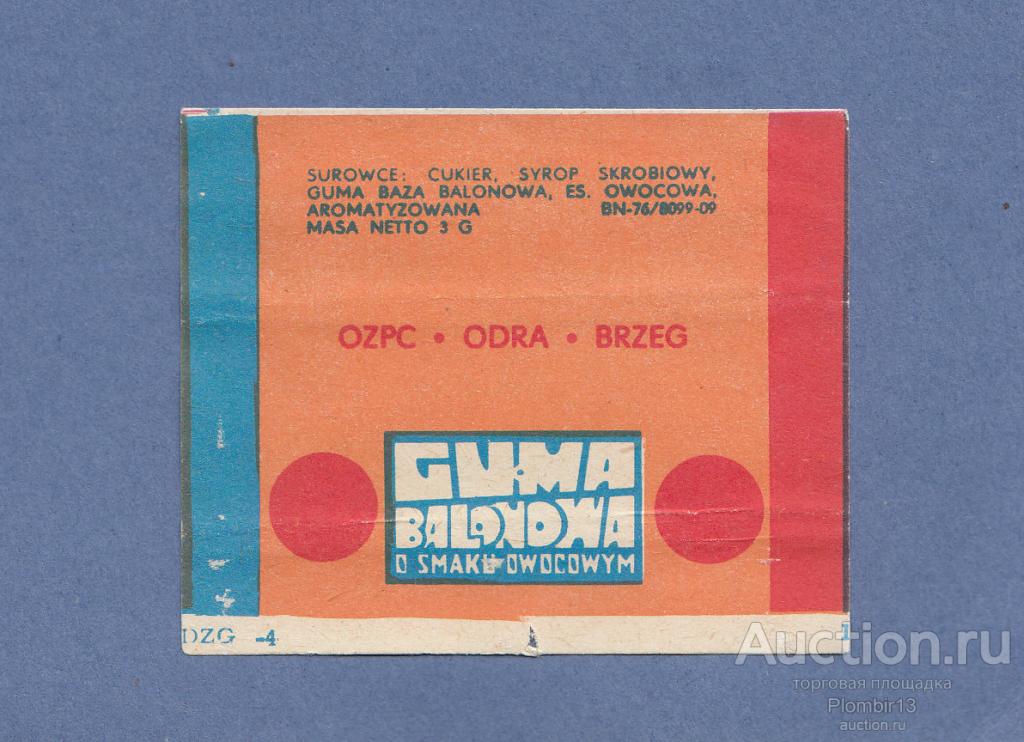 SUROWCE: CUKIER, SYROP SKROBIOWY,
GUMA BAZA BALONOWA, ES. OWOCOWA,
AROMATYZOWANA BN-76/8099-09
MASA NETTO 3 G
OZPC • ODRA • BRZEG
GUMA
BALONOWA
O SMAKU OWOCOWYM
DZG -4 1
Auction.ru
торговая площадка
Plombir13
auction.ru